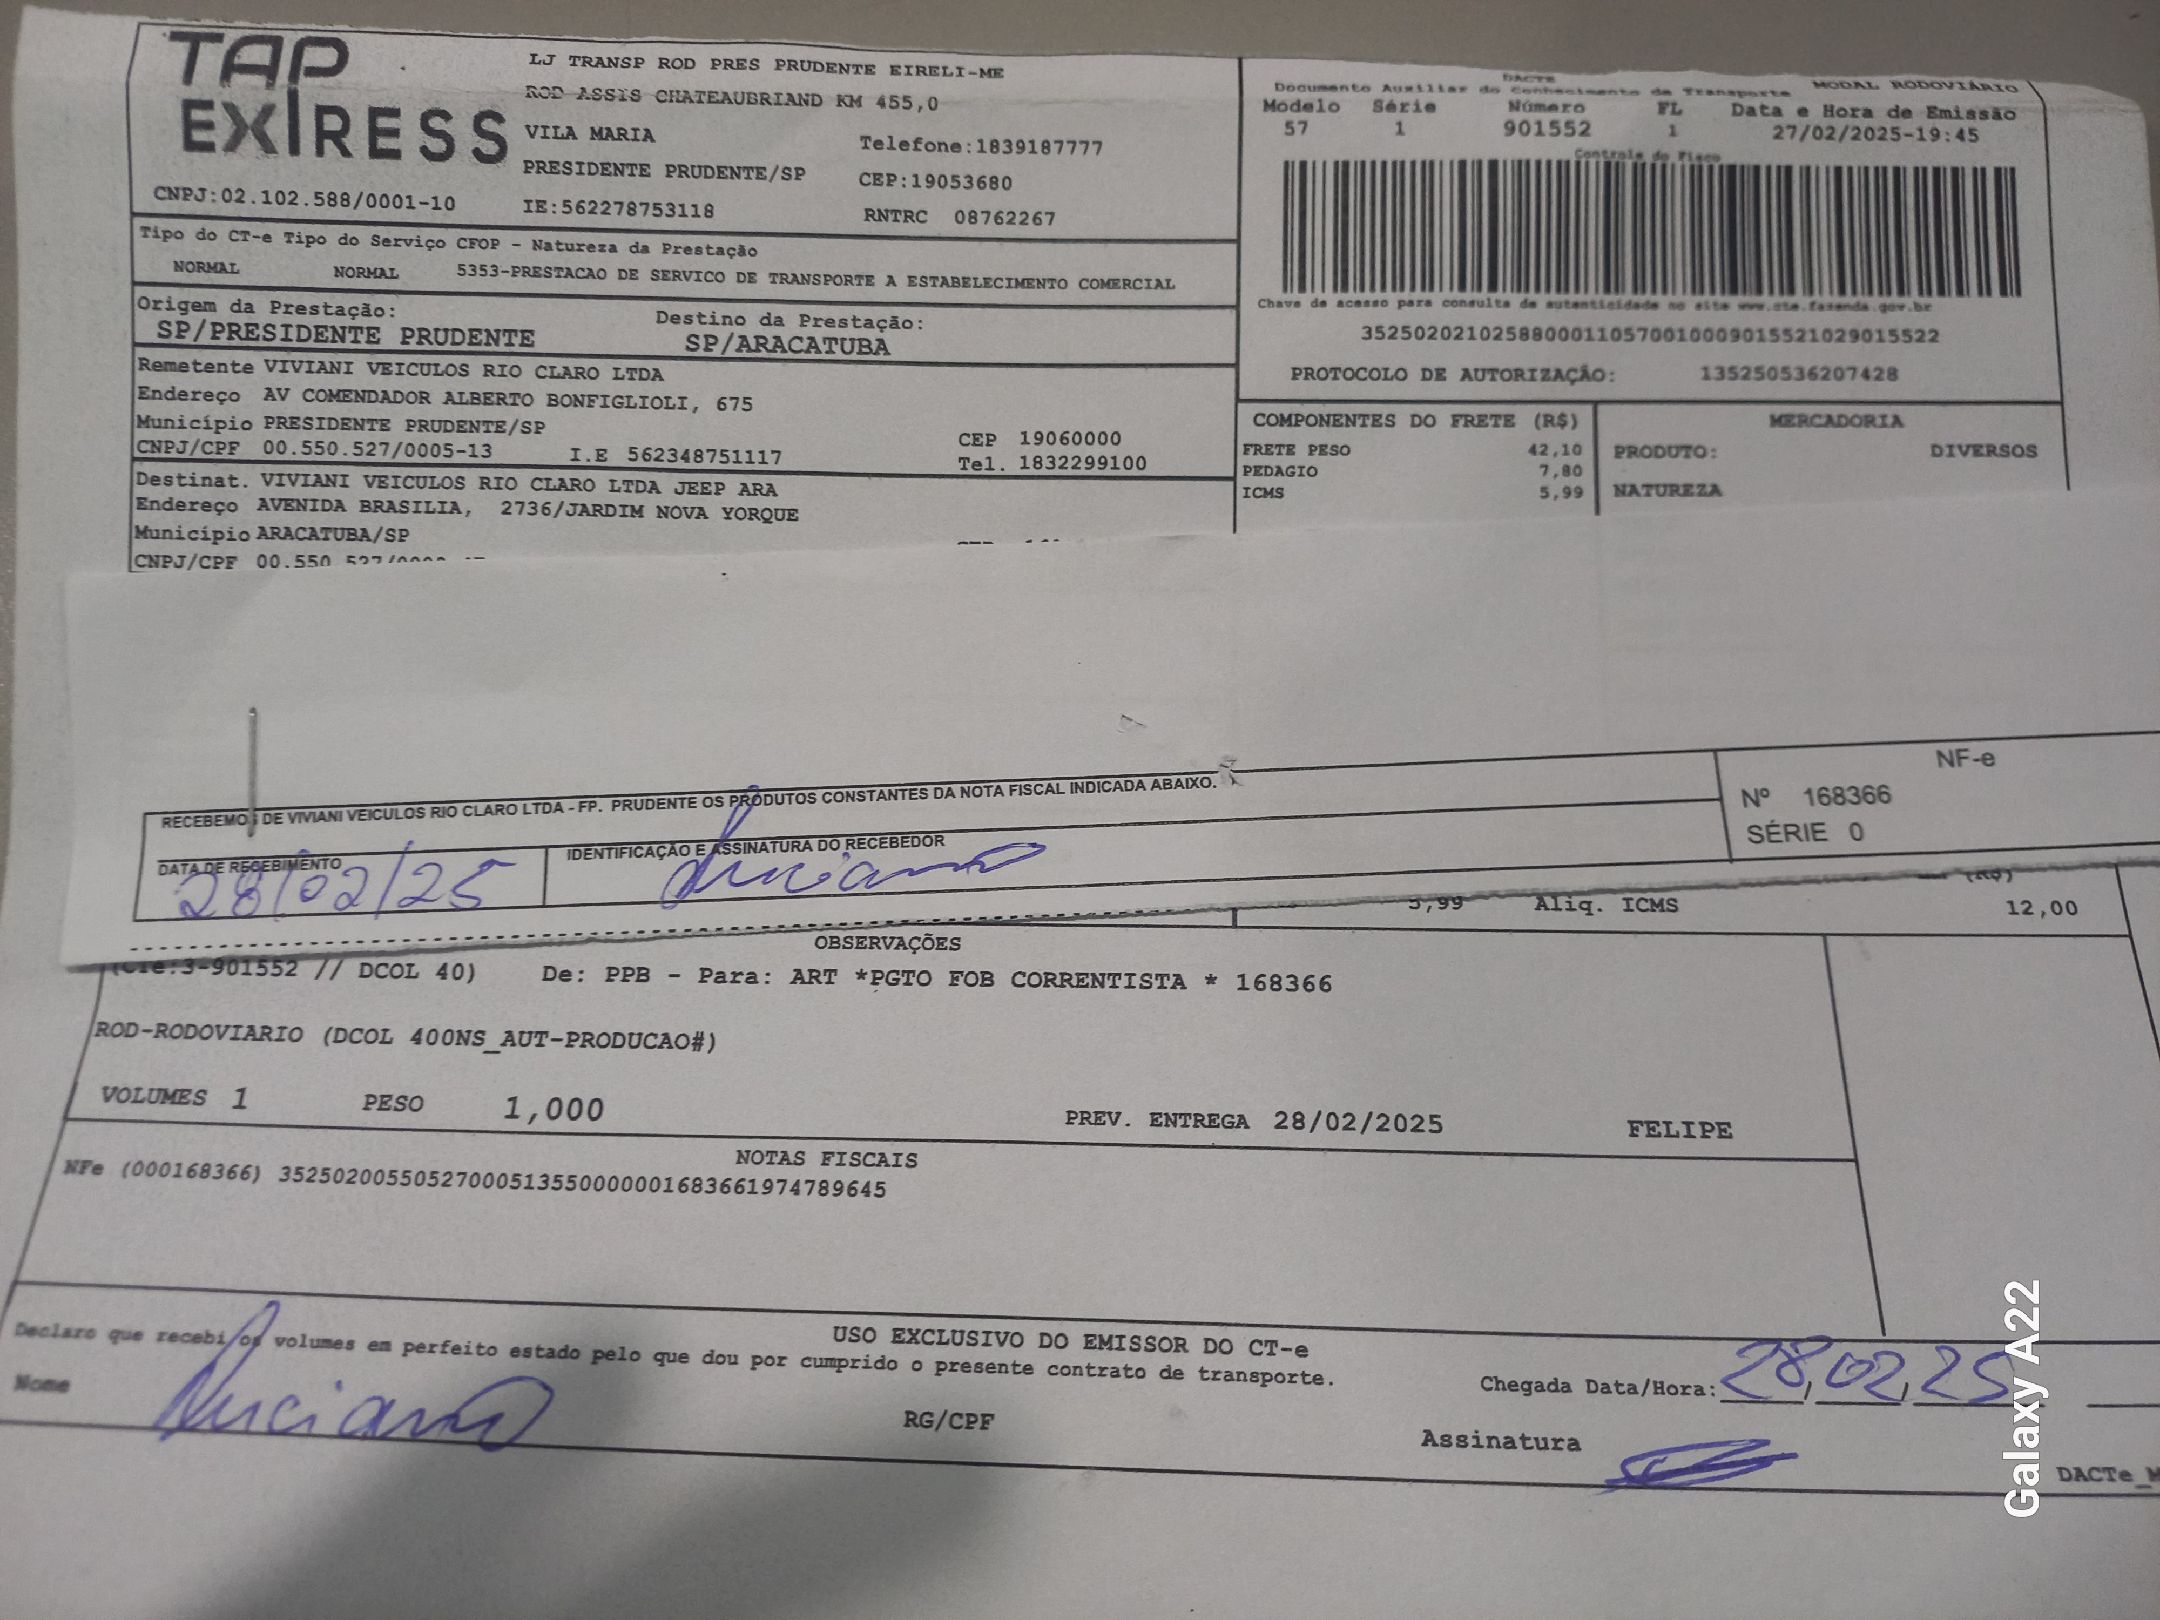 TAP EXPRESS
LJ TRANSP ROD PRES PRUDENTE EIRELI-ME
ROD ASSIS CHATEAUBRIAND KM 455,0
VILA MARIA Telefone:1839187777
PRESIDENTE PRUDENTE/SP CEP:19053680
CNPJ:02.102.588/0001-10 IE:562278753118 RNTRC 08762267
DACTE MODAL RODOVIÁRIO
Documento Auxiliar do Conhecimento de Transporte
Modelo Série Número FL Data e Hora de Emissão
57 1 901552 1 27/02/2025-19:45
Controle do Fisco
Chave de acesso para consulta de autenticidade no site www.cte.fazenda.gov.br
35250202102588000110570010009015521029015522
PROTOCOLO DE AUTORIZAÇÃO: 135250536207428
Tipo do CT-e Tipo do Serviço CFOP - Natureza da Prestação
NORMAL NORMAL 5353-PRESTACAO DE SERVICO DE TRANSPORTE A ESTABELECIMENTO COMERCIAL
Origem da Prestação: Destino da Prestação:
SP/PRESIDENTE PRUDENTE SP/ARACATUBA
Remetente VIVIANI VEICULOS RIO CLARO LTDA
Endereço AV COMENDADOR ALBERTO BONFIGLIOLI, 675
Município PRESIDENTE PRUDENTE/SP CEP 19060000
CNPJ/CPF 00.550.527/0005-13 I.E 562348751117 Tel. 1832299100
Destinat. VIVIANI VEICULOS RIO CLARO LTDA JEEP ARA
Endereço AVENIDA BRASILIA, 2736/JARDIM NOVA YORQUE
Município ARACATUBA/SP
CNPJ/CPF 00.550.527/
COMPONENTES DO FRETE (R$) MERCADORIA
FRETE PESO 42,10 PRODUTO: DIVERSOS
PEDAGIO 7,80
ICMS 5,99 NATUREZA
RECEBEMOS DE VIVIANI VEICULOS RIO CLARO LTDA - FP. PRUDENTE OS PRODUTOS CONSTANTES DA NOTA FISCAL INDICADA ABAIXO.
NF-e
Nº 168366
SÉRIE 0
DATA DE RECEBIMENTO IDENTIFICAÇÃO E ASSINATURA DO RECEBEDOR
28/02/25 Luciano
5,99 Aliq. ICMS (R$) 12,00
OBSERVAÇÕES
(Cte:3-901552 // DCOL 40) De: PPB - Para: ART *PGTO FOB CORRENTISTA * 168366
ROD-RODOVIARIO (DCOL 400NS_AUT-PRODUCAO#)
VOLUMES 1 PESO 1,000 PREV. ENTREGA 28/02/2025 FELIPE
NOTAS FISCAIS
NFe (000168366) 35250200550527000513550000001683661974789645
USO EXCLUSIVO DO EMISSOR DO CT-e
Declaro que recebi os volumes em perfeito estado pelo que dou por cumprido o presente contrato de transporte.
Nome Luciano RG/CPF
Chegada Data/Hora: 28,02,25
Assinatura
DACTe_M
Galaxy A22